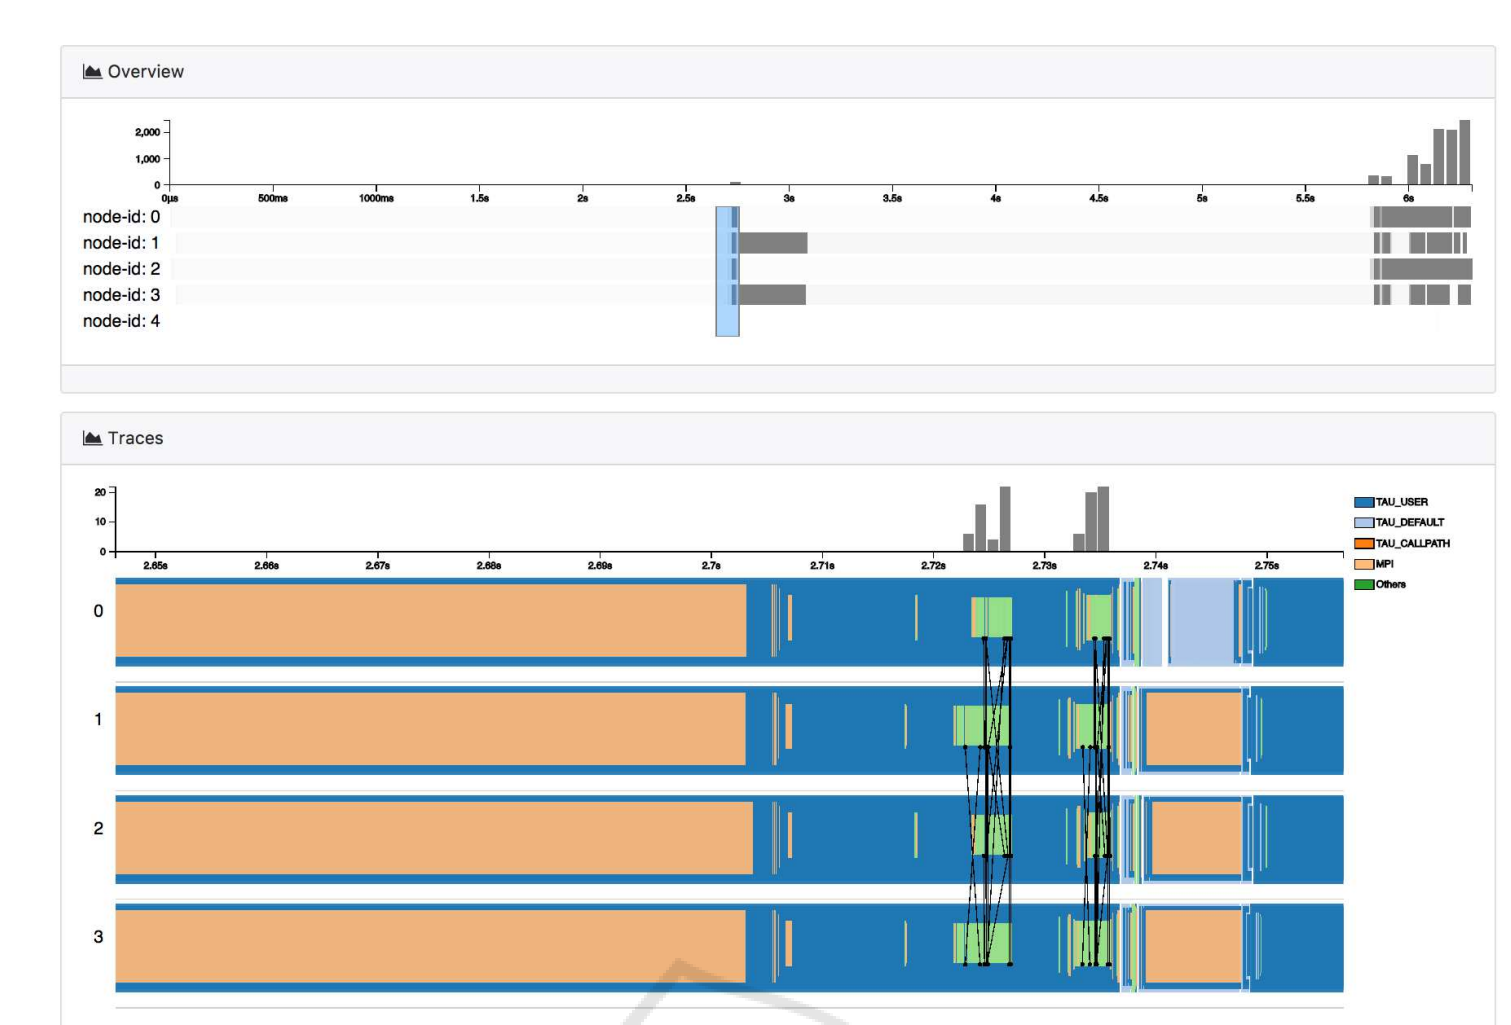 Overview
2,000
1,000
0
0µs 500ms 1000ms 1.5s 2s 2.5s 3s 3.5s 4s 4.5s 5s 5.5s 6s
node-id: 0
node-id: 1
node-id: 2
node-id: 3
node-id: 4
Traces
20
10
0
2.65s 2.66s 2.67s 2.68s 2.69s 2.7s 2.71s 2.72s 2.73s 2.74s 2.75s
TAU_USER
TAU_DEFAULT
TAU_CALLPATH
MPI
Others
0
1
2
3